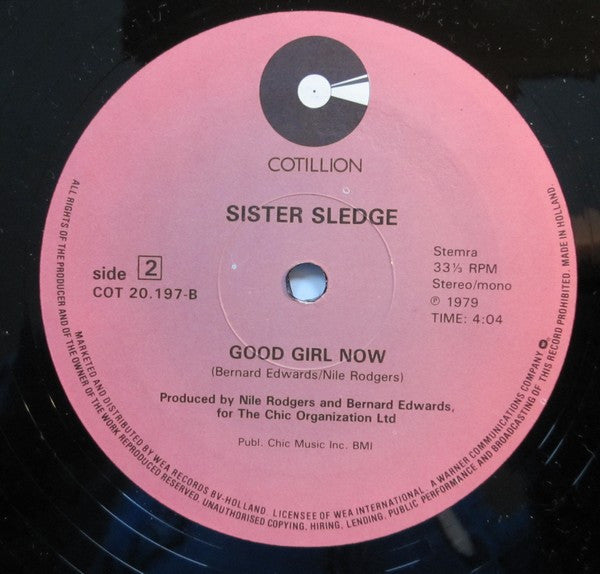 COTILLION
SISTER SLEDGE
side 2
COT 20.197-B
Stemra
33⅓ RPM
Stereo/mono
℗ 1979
TIME: 4:04
GOOD GIRL NOW
(Bernard Edwards/Nile Rodgers)
Produced by Nile Rodgers and Bernard Edwards,
for The Chic Organization Ltd
Publ. Chic Music Inc. BMI
ALL RIGHTS OF THE PRODUCER AND OF THE OWNER OF THE WORK REPRODUCED RESERVED. UNAUTHORISED COPYING, HIRING, LENDING, PUBLIC PERFORMANCE AND BROADCASTING OF THIS RECORD PROHIBITED. MADE IN HOLLAND.
MARKETED AND DISTRIBUTED BY WEA RECORDS BV-HOLLAND. LICENSEE OF WEA INTERNATIONAL. A WARNER COMMUNICATIONS COMPANY